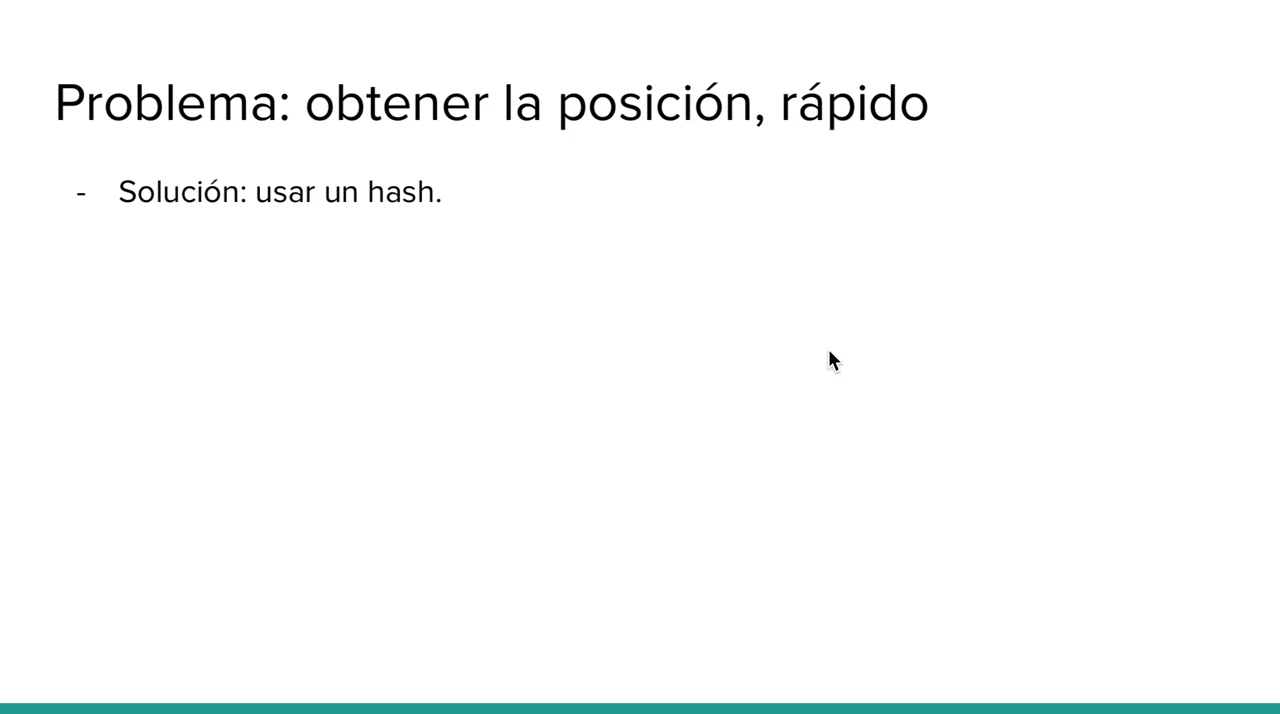 Problema: obtener la posición, rápido
- Solución: usar un hash.